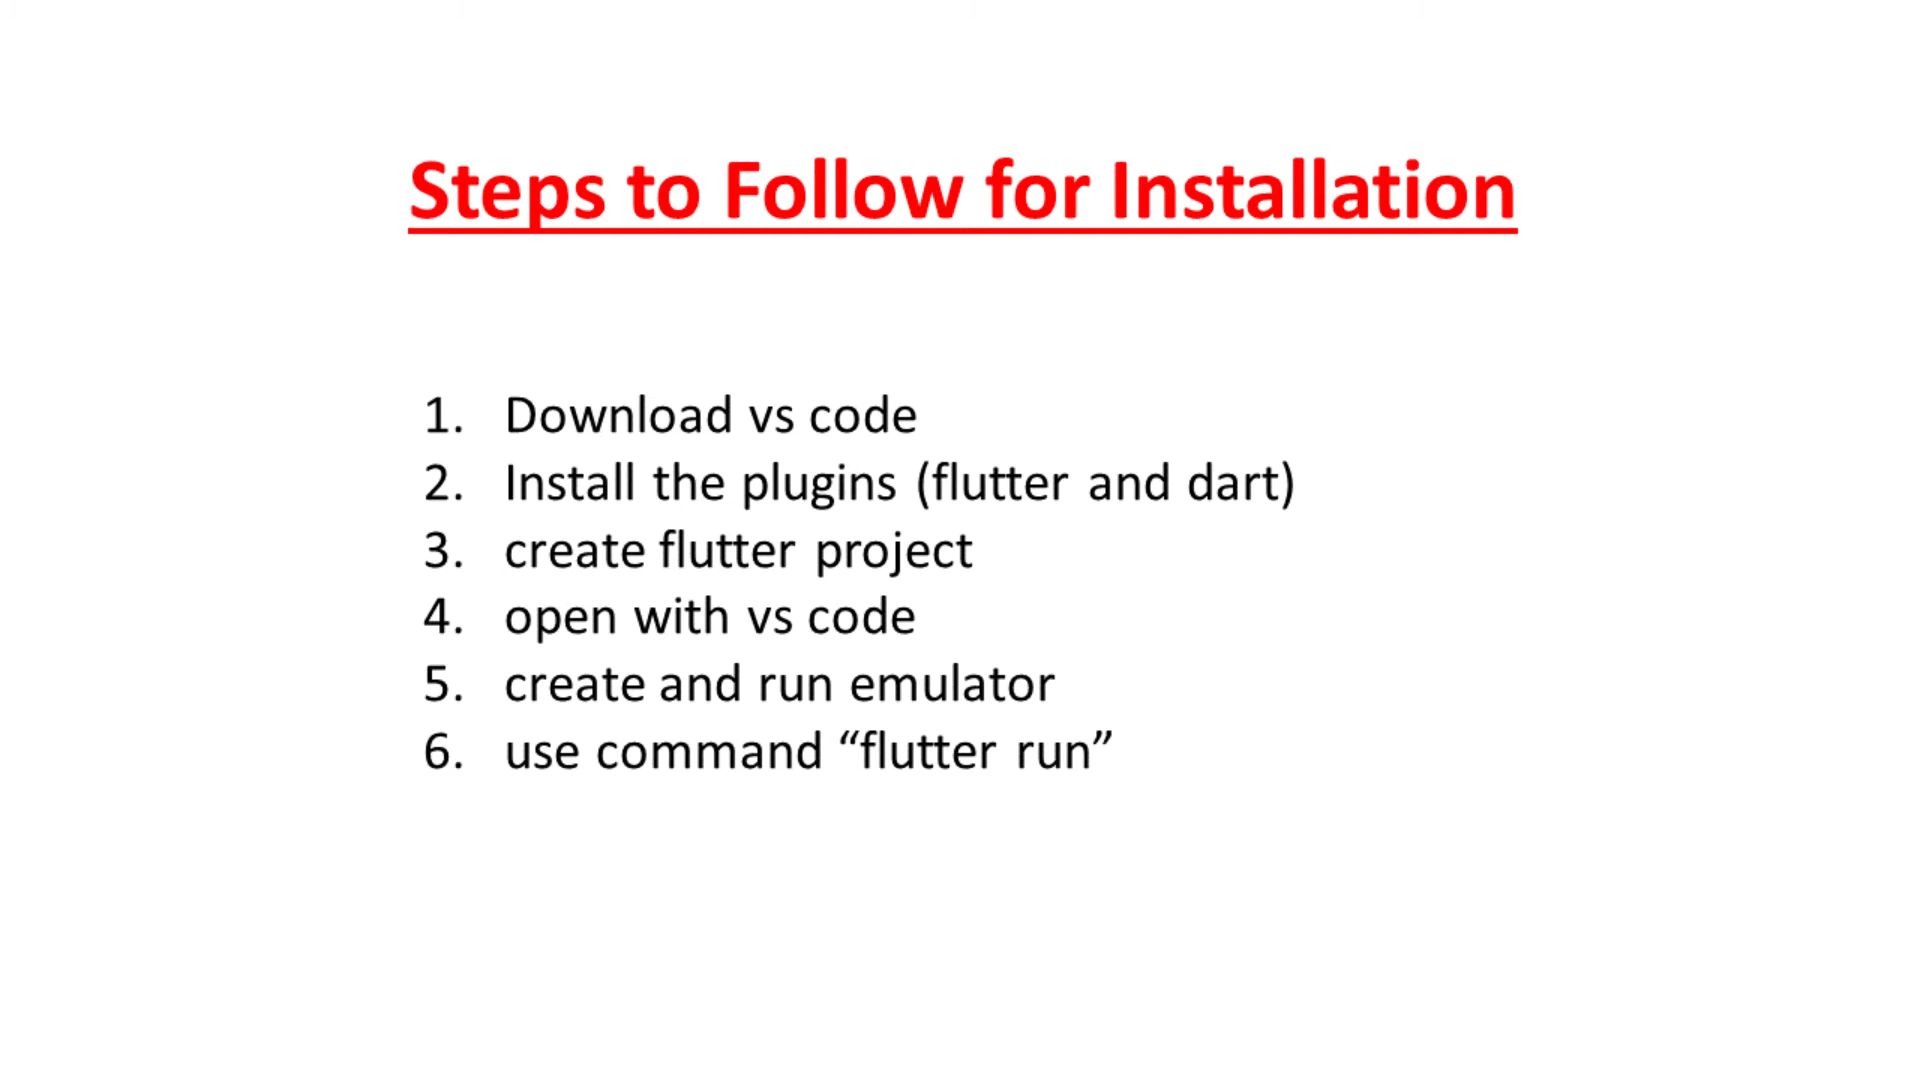 Steps to Follow for Installation
1. Download vs code
2. Install the plugins (flutter and dart)
3. create flutter project
4. open with vs code
5. create and run emulator
6. use command “flutter run”